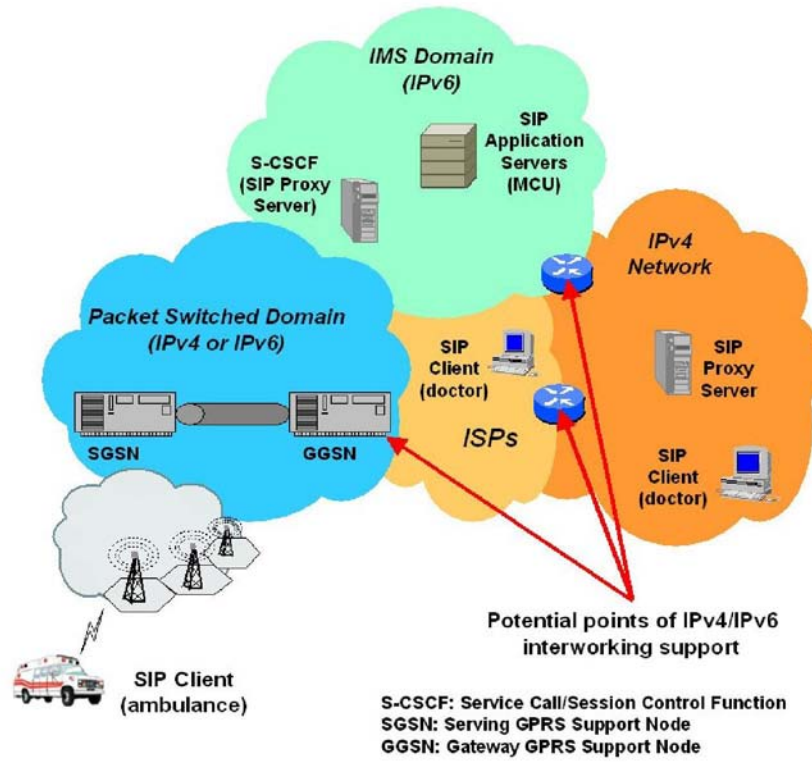 IMS Domain
(IPv6)
SIP
Application
Servers
(MCU)
S-CSCF
(SIP Proxy
Server)
IPv4
Network
Packet Switched Domain
(IPv4 or IPv6)
SIP
Client
(doctor)
SIP
Proxy
Server
SGSN
GGSN
ISPs
SIP
Client
(doctor)
Potential points of IPv4/IPv6
interworking support
SIP Client
(ambulance)
S-CSCF: Service Call/Session Control Function
SGSN: Serving GPRS Support Node
GGSN: Gateway GPRS Support Node